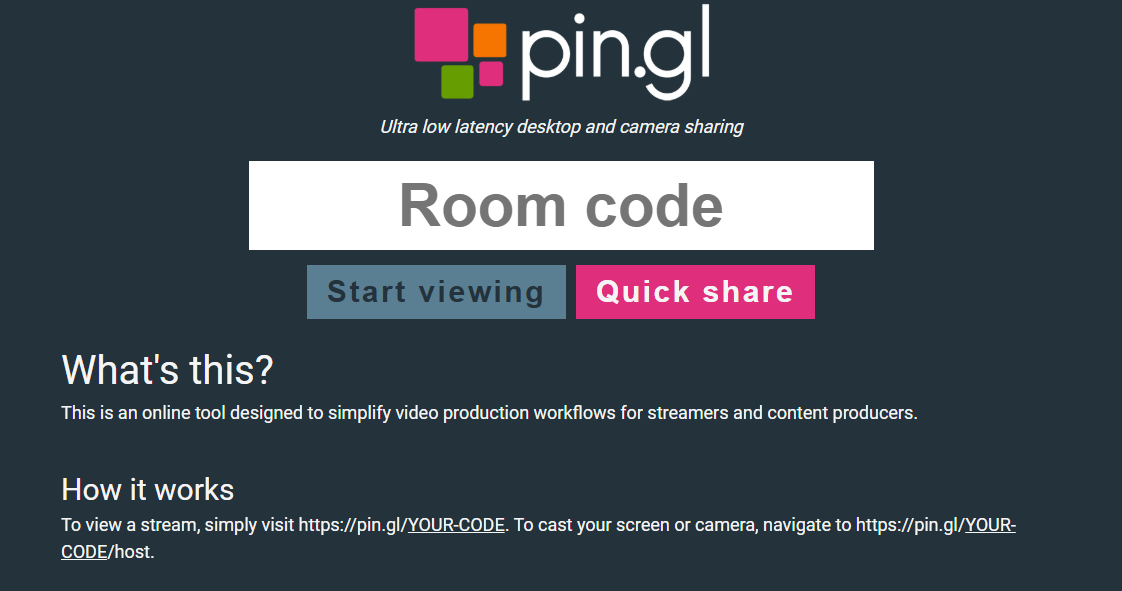 pin.gl
Ultra low latency desktop and camera sharing
Room code
Start viewing
Quick share
What's this?
This is an online tool designed to simplify video production workflows for streamers and content producers.
How it works
To view a stream, simply visit https://pin.gl/YOUR-CODE. To cast your screen or camera, navigate to https://pin.gl/YOUR-
CODE/host.